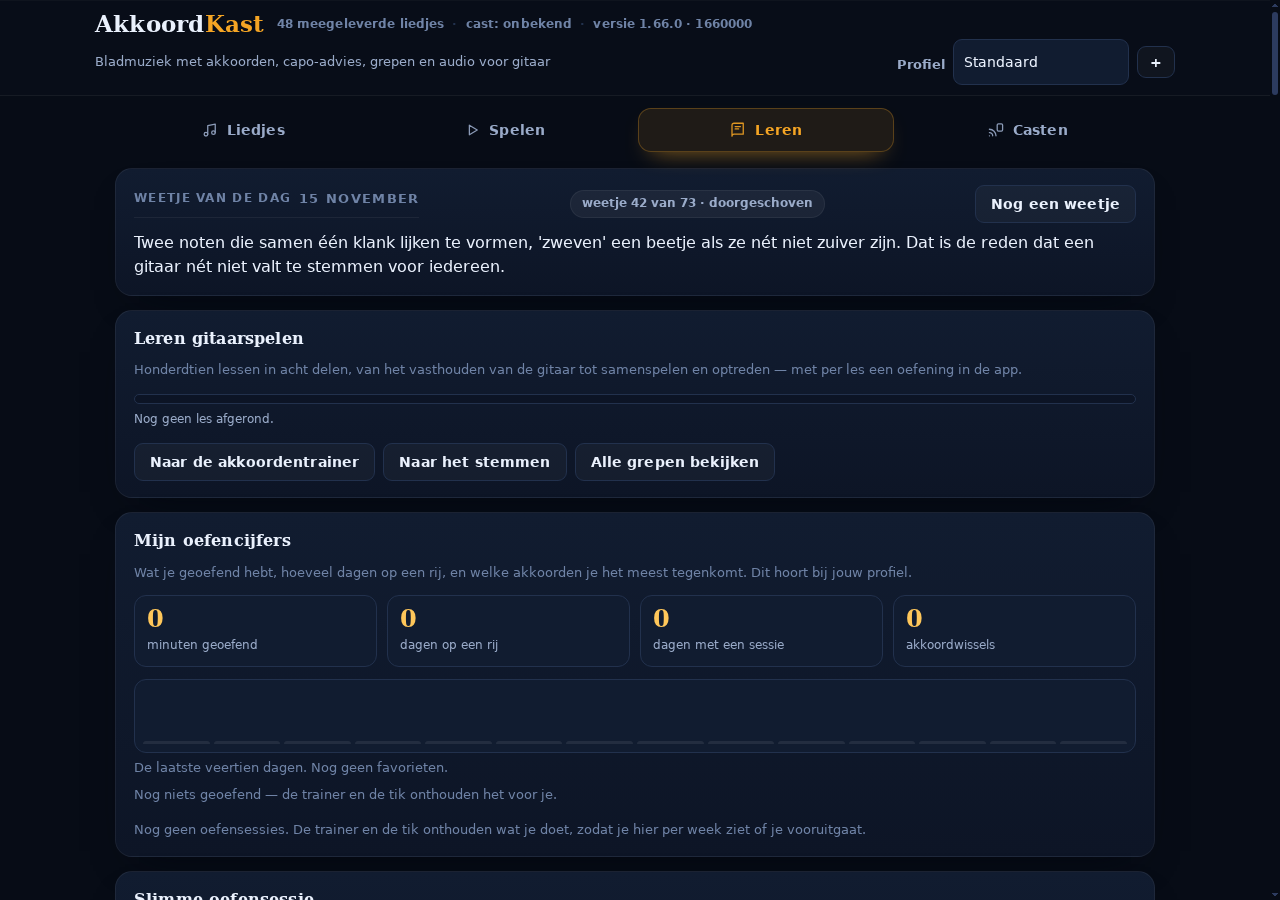 AkkoordKast 48 meegeleverde liedjes · cast: onbekend · versie 1.66.0 · 1660000
Bladmuziek met akkoorden, capo-advies, grepen en audio voor gitaar
Profiel Standaard +
Liedjes Spelen Leren Casten
WEETJE VAN DE DAG 15 NOVEMBER weetje 42 van 73 · doorgeschoven Nog een weetje
Twee noten die samen één klank lijken te vormen, 'zweven' een beetje als ze nét niet zuiver zijn. Dat is de reden dat een
gitaar nét niet valt te stemmen voor iedereen.
Leren gitaarspelen
Honderdtien lessen in acht delen, van het vasthouden van de gitaar tot samenspelen en optreden — met per les een oefening in de app.
Nog geen les afgerond.
Naar de akkoordentrainer Naar het stemmen Alle grepen bekijken
Mijn oefencijfers
Wat je geoefend hebt, hoeveel dagen op een rij, en welke akkoorden je het meest tegenkomt. Dit hoort bij jouw profiel.
0 0 0 0
minuten geoefend dagen op een rij dagen met een sessie akkoordwissels
De laatste veertien dagen. Nog geen favorieten.
Nog niets geoefend — de trainer en de tik onthouden het voor je.
Nog geen oefensessies. De trainer en de tik onthouden wat je doet, zodat je hier per week ziet of je vooruitgaat.
Slimme oefensessie